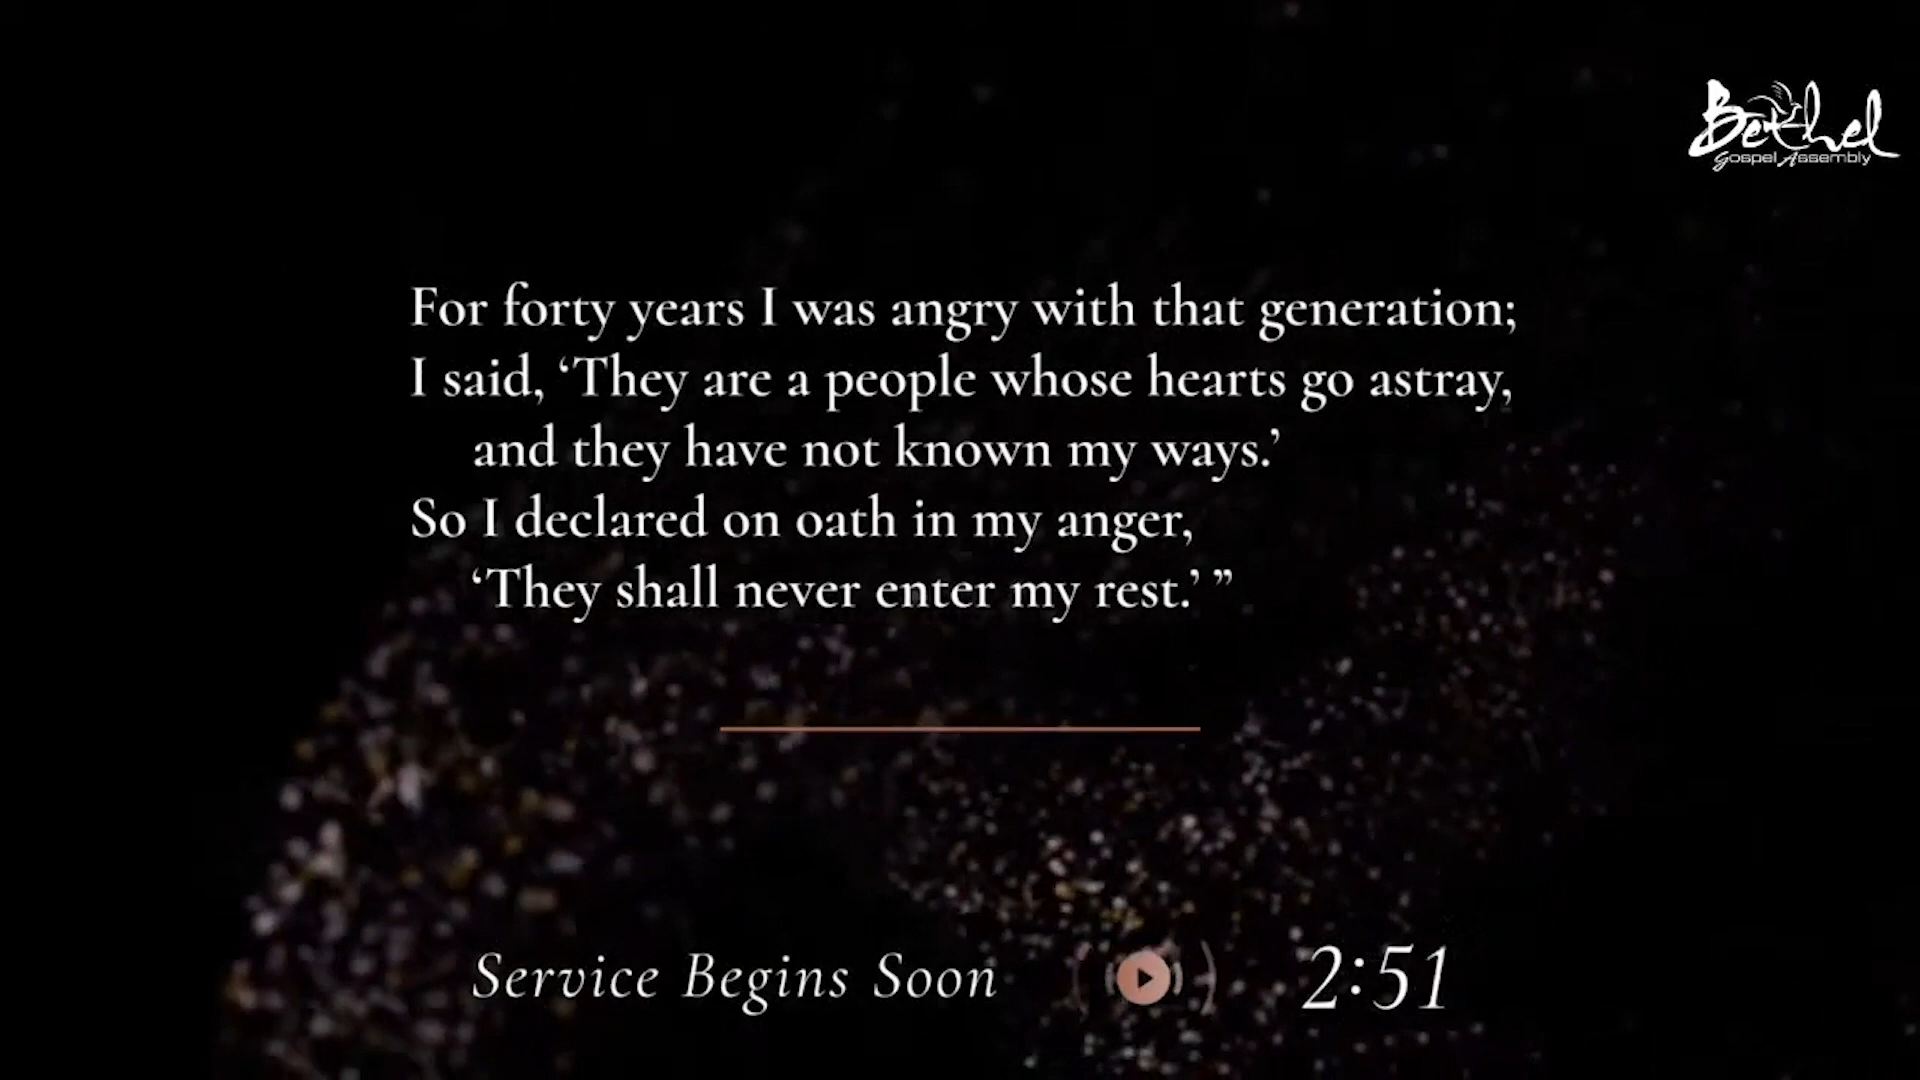 Bethel
Gospel Assembly
For forty years I was angry with that generation;
I said, ‘They are a people whose hearts go astray,
and they have not known my ways.’
So I declared on oath in my anger,
‘They shall never enter my rest.’ ”
Service Begins Soon
2:51